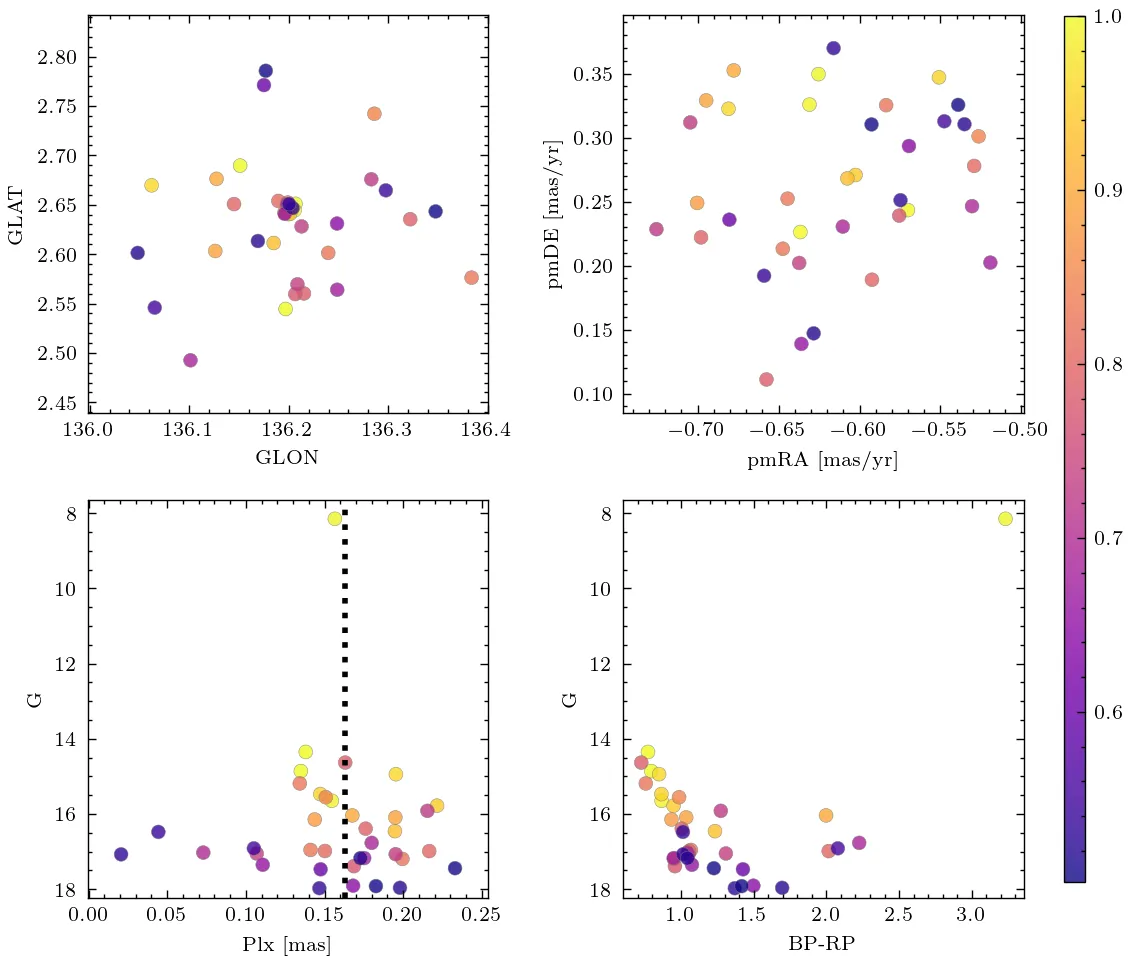 2.80
2.75
2.70
2.65
2.60
2.55
2.50
2.45
GLAT
136.0 136.1 136.2 136.3 136.4
GLON
0.35
0.30
0.25
0.20
0.15
0.10
pmDE [mas/yr]
−0.70 −0.65 −0.60 −0.55 −0.50
pmRA [mas/yr]
1.0
0.9
0.8
0.7
0.6
8
10
12
14
16
18
G
0.00 0.05 0.10 0.15 0.20 0.25
Plx [mas]
8
10
12
14
16
18
G
1.0 1.5 2.0 2.5 3.0
BP-RP